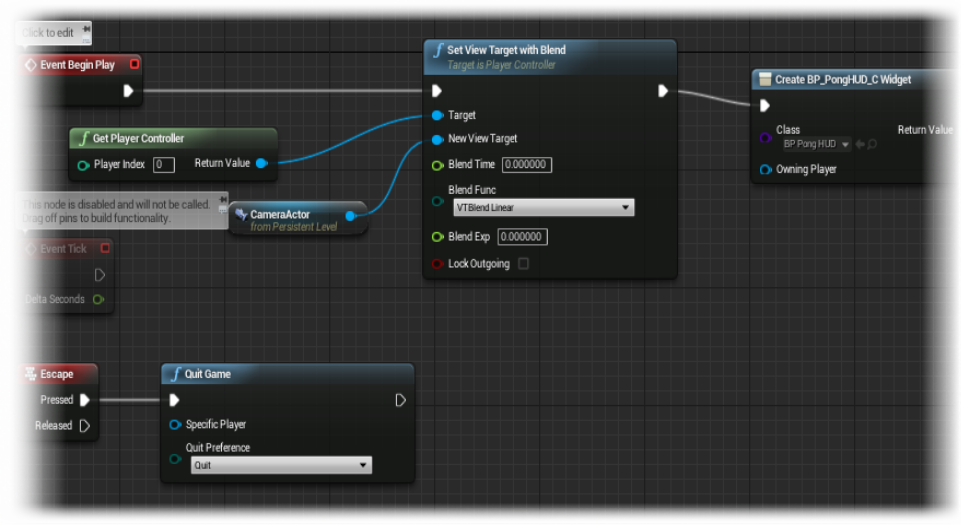 Click to edit
Event Begin Play
Set View Target with Blend
Target is Player Controller
Target
New View Target
Blend Time 0.000000
Blend Func
VTBlend Linear
Blend Exp 0.000000
Lock Outgoing
Create BP_PongHUD_C Widget
Class
BP Pong HUD
Return Value
Owning Player
Get Player Controller
Player Index 0
Return Value
This node is disabled and will not be called.
Drag off pins to build functionality.
CameraActor
from Persistent Level
Event Tick
Delta Seconds
Escape
Pressed
Released
Quit Game
Specific Player
Quit Preference
Quit